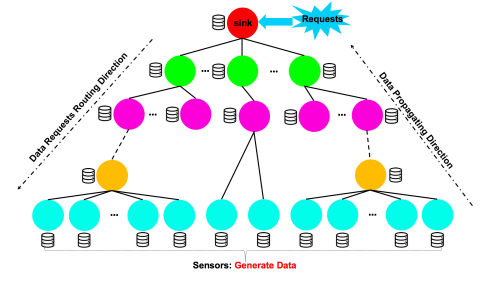 Requests
sink
Data Requests Routing Direction
Data Propagating Direction
...
...
...
...
...
...
Sensors: Generate Data